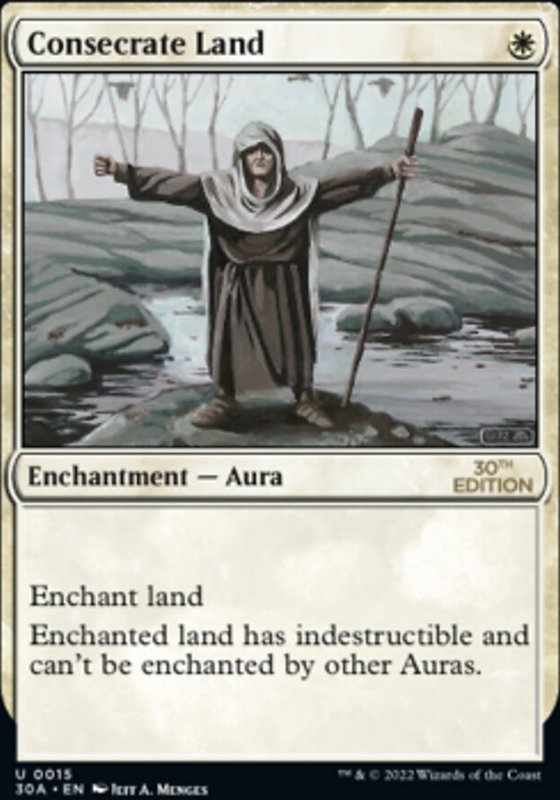 Consecrate Land
Enchantment — Aura
30TH
EDITION
Enchant land
Enchanted land has indestructible and
can't be enchanted by other Auras.
U 0015
30A • EN Jeff A. Menges
™ & © 2022 Wizards of the Coast